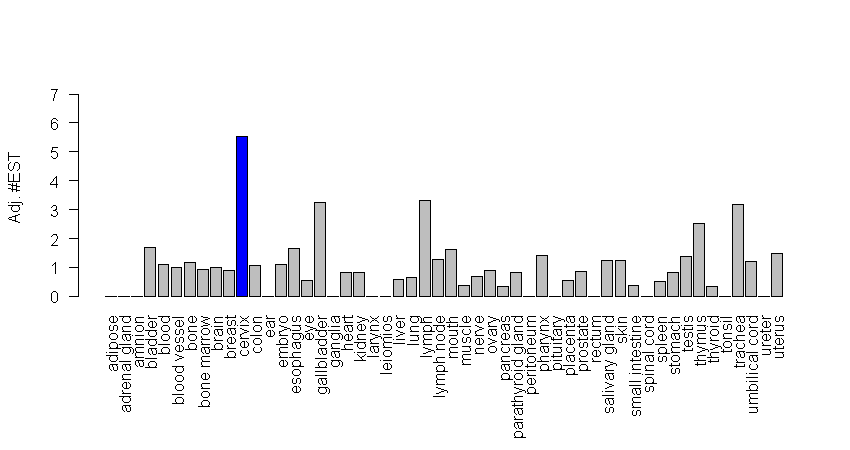 7
6
5
4
3
2
1
0
Adj. #EST
adipose
adrenal gland
amnion
bladder
blood
blood vessel
bone
bone marrow
brain
breast
cervix
colon
ear
embryo
esophagus
eye
gallbladder
ganglia
heart
kidney
larynx
leiomios
liver
lung
lymph
lymph node
mouth
muscle
nerve
ovary
pancreas
parathyroid gland
peritoneum
pharynx
pituitary
placenta
prostate
rectum
salivary gland
skin
small intestine
spinal cord
spleen
stomach
testis
thymus
thyroid
tonsil
trachea
umbilical cord
ureter
uterus